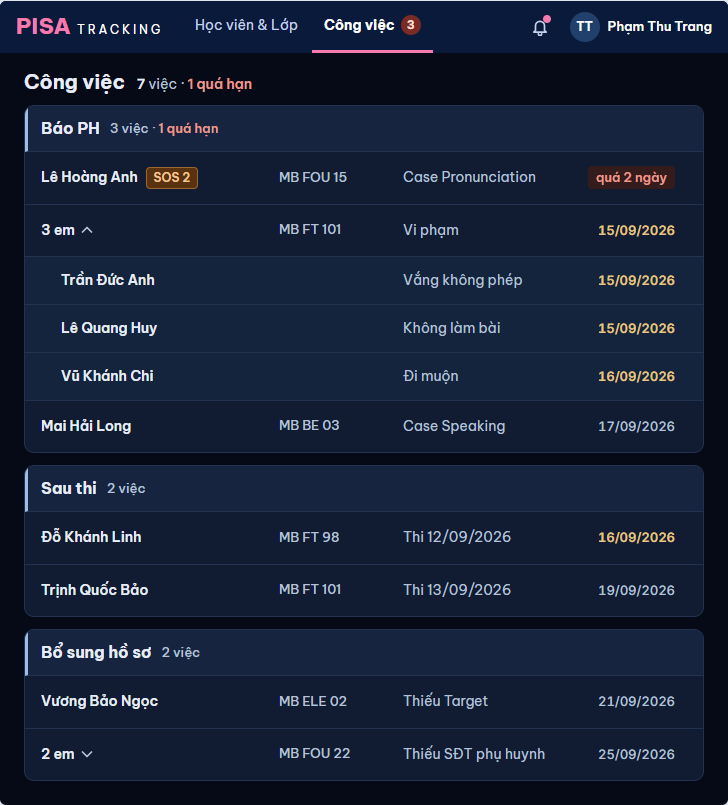 PISA TRACKING Học viên & Lớp Công việc 3 TT Phạm Thu Trang
Công việc 7 việc · 1 quá hạn
Báo PH 3 việc · 1 quá hạn
Lê Hoàng Anh SOS 2 MB FOU 15 Case Pronunciation quá 2 ngày
3 em MB FT 101 Vi phạm 15/09/2026
Trần Đức Anh Vắng không phép 15/09/2026
Lê Quang Huy Không làm bài 15/09/2026
Vũ Khánh Chi Đi muộn 16/09/2026
Mai Hải Long MB BE 03 Case Speaking 17/09/2026
Sau thi 2 việc
Đỗ Khánh Linh MB FT 98 Thi 12/09/2026 16/09/2026
Trịnh Quốc Bảo MB FT 101 Thi 13/09/2026 19/09/2026
Bổ sung hồ sơ 2 việc
Vương Bảo Ngọc MB ELE 02 Thiếu Target 21/09/2026
2 em MB FOU 22 Thiếu SĐT phụ huynh 25/09/2026